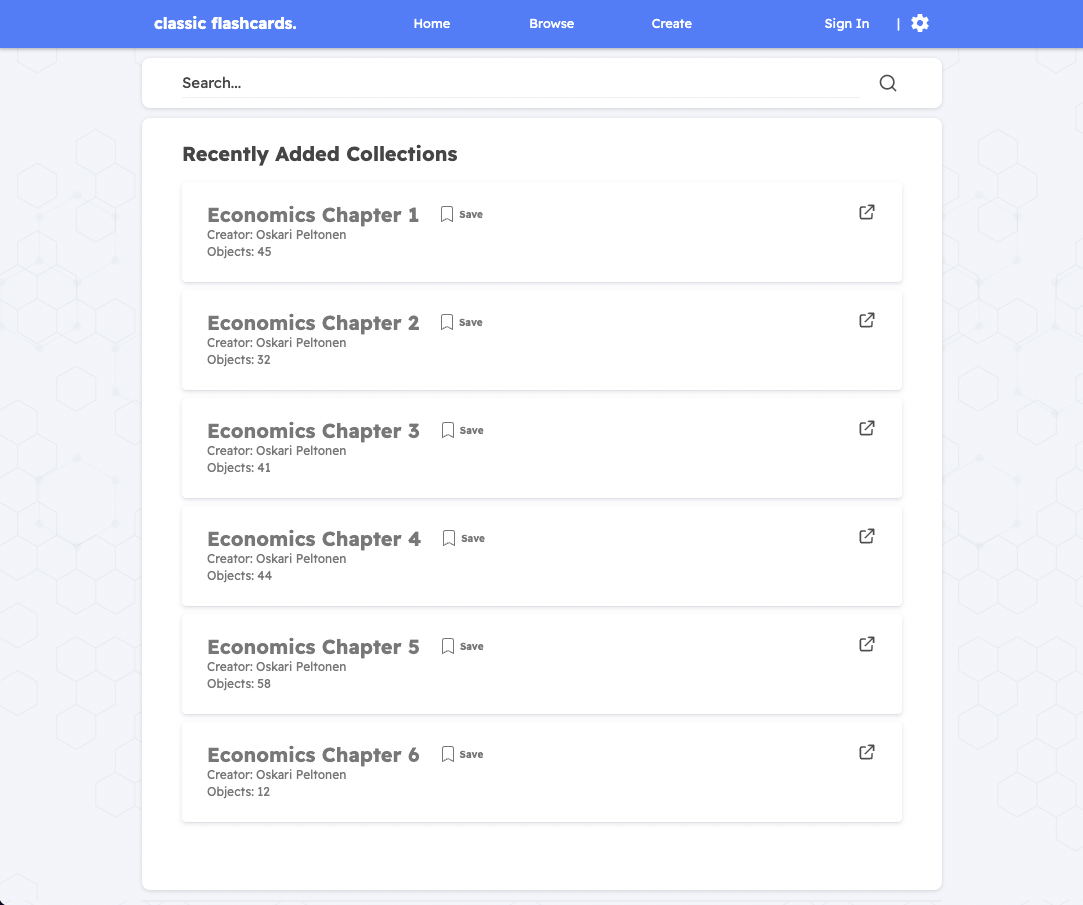 classic flashcards. Home Browse Create Sign In |
Search...
Recently Added Collections
Economics Chapter 1 Save
Creator: Oskari Peltonen
Objects: 45
Economics Chapter 2 Save
Creator: Oskari Peltonen
Objects: 32
Economics Chapter 3 Save
Creator: Oskari Peltonen
Objects: 41
Economics Chapter 4 Save
Creator: Oskari Peltonen
Objects: 44
Economics Chapter 5 Save
Creator: Oskari Peltonen
Objects: 58
Economics Chapter 6 Save
Creator: Oskari Peltonen
Objects: 12